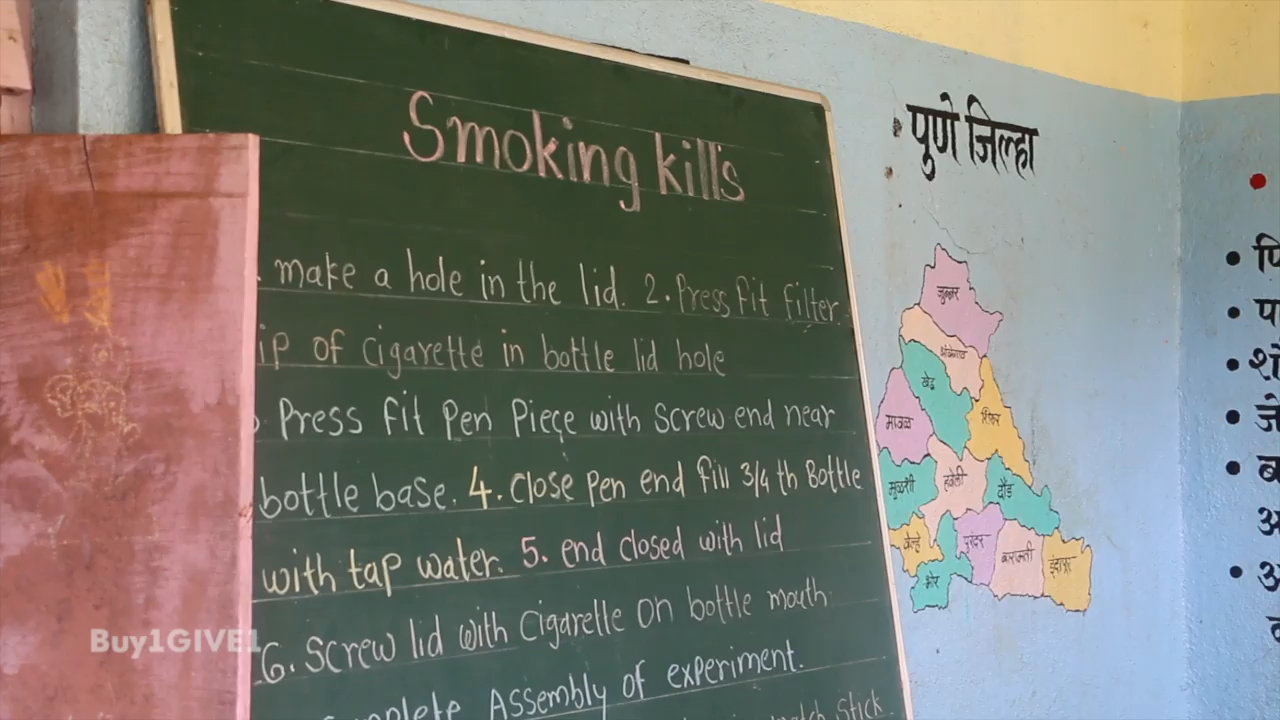 Smoking kills
. make a hole in the lid. 2. Press fit filter
ip of cigarette in bottle lid hole
Press fit Pen Piece with Screw end near
bottle base. 4. Close pen end fill 3/4 th Bottle
with tap water. 5. end closed with lid
6. Screw lid with Cigarette on bottle mouth
mplete Assembly of experiment.
match Stick
पुणे जिल्हा
जुन्नर
आंबेगाव
खेड
शिरूर
मावळ
हवेली
मुळशी
दौंड
वेल्हे
पुरंदर
बारामती
इंदापूर
भोर
Buy1GIVE1